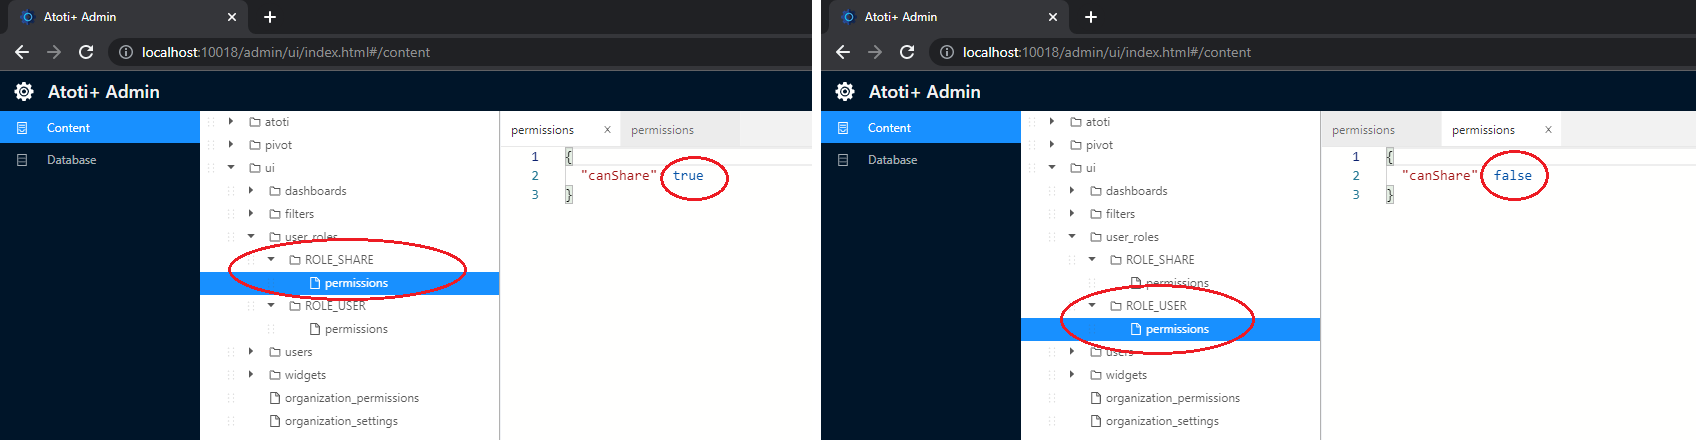 Atoti+ Admin
localhost:10018/admin/ui/index.html#/content
Atoti+ Admin
Content
Database
atoti
pivot
ui
dashboards
filters
user_roles
ROLE_SHARE
permissions
ROLE_USER
permissions
users
widgets
organization_permissions
organization_settings
permissions x
permissions
1 {
2 "canShare" true
3 }
Atoti+ Admin
localhost:10018/admin/ui/index.html#/content
Atoti+ Admin
Content
Database
atoti
pivot
ui
dashboards
filters
user_roles
ROLE_SHARE
permissions
ROLE_USER
permissions
users
widgets
organization_permissions
organization_settings
permissions
permissions x
1 {
2 "canShare" false
3 }